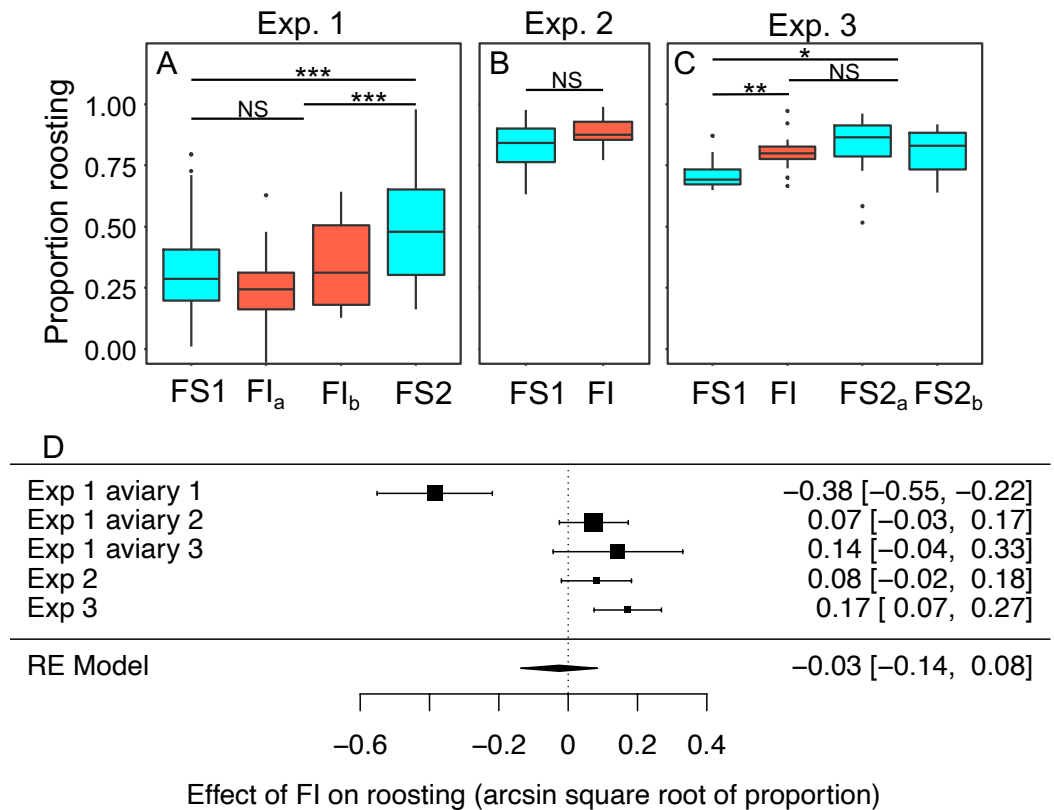 Exp. 1 Exp. 2 Exp. 3
A B C
*
*** NS NS
NS *** **
Proportion roosting
1.00
0.75
0.50
0.25
0.00
FS1 FIa FIb FS2 FS1 FI FS1 FI FS2a FS2b
D
Exp 1 aviary 1 −0.38 [−0.55, −0.22]
Exp 1 aviary 2 0.07 [−0.03, 0.17]
Exp 1 aviary 3 0.14 [−0.04, 0.33]
Exp 2 0.08 [−0.02, 0.18]
Exp 3 0.17 [ 0.07, 0.27]
RE Model −0.03 [−0.14, 0.08]
−0.6 −0.2 0 0.2 0.4
Effect of FI on roosting (arcsin square root of proportion)